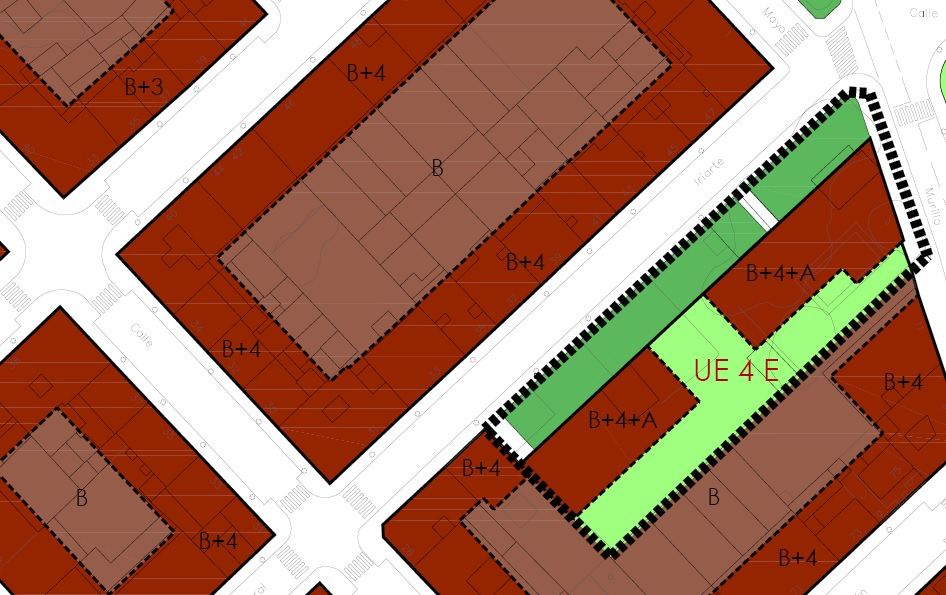 Mayo
Calle
B+3
B+4
B
Iriarte
Murillo
B+4
B+4+A
Calle
B+4
UE 4 E
B+4
B+4+A
B+4
B
B
B+4
B+4